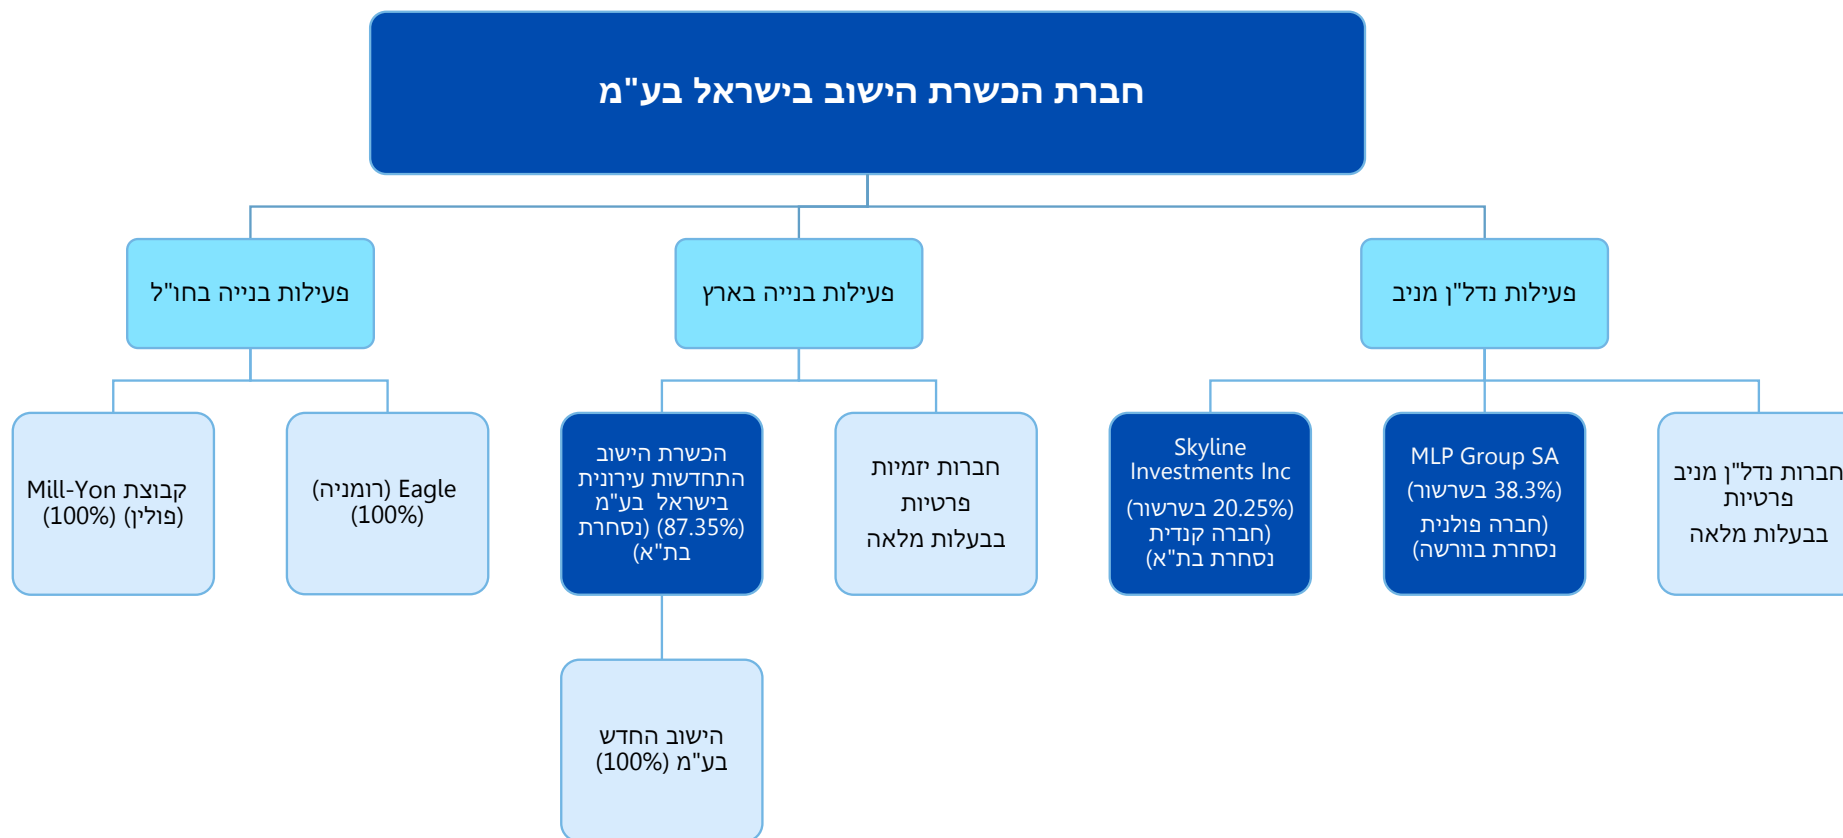 חברת הכשרת הישוב בישראל בע"מ
פעילות נדל"ן מניב
פעילות בנייה בארץ
פעילות בנייה בחו"ל
חברות נדל"ן מניב
פרטיות
בבעלות מלאה
MLP Group SA
(38.3% בשרשור)
(חברה פולנית
נסחרת בוורשה)
Skyline
Investments Inc
(20.25% בשרשור)
(חברה קנדית
נסחרת בת"א)
חברות יזמיות
פרטיות
בבעלות מלאה
הכשרת הישוב
התחדשות עירונית
בישראל בע"מ
(87.35%) (נסחרת
בת"א)
Eagle (רומניה)
(100%)
קבוצת Mill-Yon
(פולין) (100%)
הישוב החדש
בע"מ (100%)